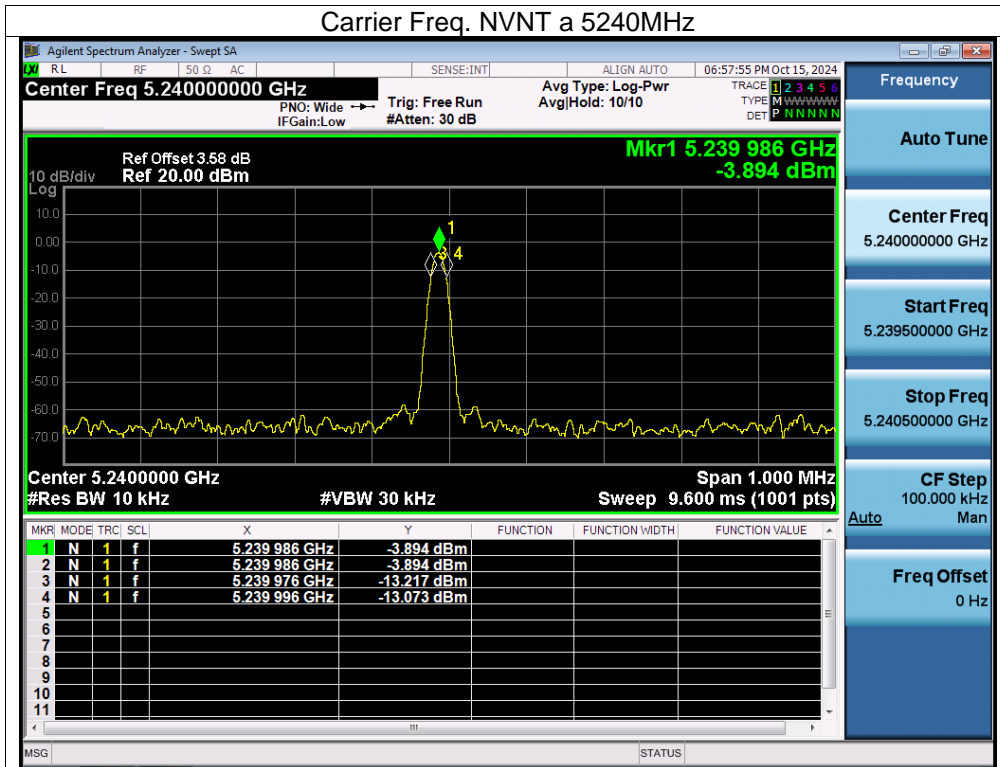 Carrier Freq. NVNT a 5240MHz
Agilent Spectrum Analyzer - Swept SA
LXI RL RF 50 Ω AC SENSE:INT ALIGN AUTO 06:57:55 PM Oct 15, 2024
Center Freq 5.240000000 GHz
PNO: Wide
IFGain:Low
Trig: Free Run
#Atten: 30 dB
Avg Type: Log-Pwr
Avg|Hold: 10/10
TRACE 1 2 3 4 5 6
TYPE M WWWWW
DET P N N N N N
Mkr1 5.239 986 GHz
-3.894 dBm
Ref Offset 3.58 dB
10 dB/div Ref 20.00 dBm
Log
10.0
0.00
-10.0
-20.0
-30.0
-40.0
-50.0
-60.0
-70.0
1
3 4
Center 5.2400000 GHz Span 1.000 MHz
#Res BW 10 kHz #VBW 30 kHz Sweep 9.600 ms (1001 pts)
MKR MODE TRC SCL X Y FUNCTION FUNCTION WIDTH FUNCTION VALUE
1 N 1 f 5.239 986 GHz -3.894 dBm
2 N 1 f 5.239 986 GHz -3.894 dBm
3 N 1 f 5.239 976 GHz -13.217 dBm
4 N 1 f 5.239 996 GHz -13.073 dBm
5
6
7
8
9
10
11
MSG STATUS
Frequency
Auto Tune
Center Freq
5.240000000 GHz
Start Freq
5.239500000 GHz
Stop Freq
5.240500000 GHz
CF Step
100.000 kHz
Auto Man
Freq Offset
0 Hz